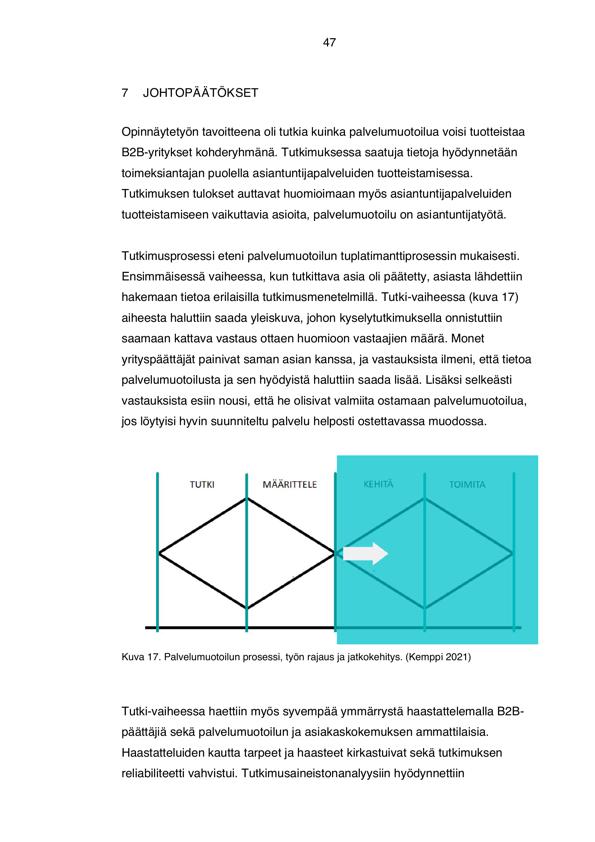 47
7 JOHTOPÄÄTÖKSET
Opinnäytetyön tavoitteena oli tutkia kuinka palvelumuotoilua voisi tuotteistaa
B2B-yritykset kohderyhmänä. Tutkimuksessa saatuja tietoja hyödynnetään
toimeksiantajan puolella asiantuntijapalveluiden tuotteistamisessa.
Tutkimuksen tulokset auttavat huomioimaan myös asiantuntijapalveluiden
tuotteistamiseen vaikuttavia asioita, palvelumuotoilu on asiantuntijatyötä.
Tutkimusprosessi eteni palvelumuotoilun tuplatimanttiprosessin mukaisesti.
Ensimmäisessä vaiheessa, kun tutkittava asia oli päätetty, asiasta lähdettiin
hakemaan tietoa erilaisilla tutkimusmenetelmillä. Tutki-vaiheessa (kuva 17)
aiheesta haluttiin saada yleiskuva, johon kyselytutkimuksella onnistuttiin
saamaan kattava vastaus ottaen huomioon vastaajien määrä. Monet
yrityspäättäjät painivat saman asian kanssa, ja vastauksista ilmeni, että tietoa
palvelumuotoilusta ja sen hyödyistä haluttiin saada lisää. Lisäksi selkeästi
vastauksista esiin nousi, että he olisivat valmiita ostamaan palvelumuotoilua,
jos löytyisi hyvin suunniteltu palvelu helposti ostettavassa muodossa.
TUTKI MÄÄRITTELE KEHITÄ TOIMITA
Kuva 17. Palvelumuotoilun prosessi, työn rajaus ja jatkokehitys. (Kemppi 2021)
Tutki-vaiheessa haettiin myös syvempää ymmärrystä haastattelemalla B2B-
päättäjiä sekä palvelumuotoilun ja asiakaskokemuksen ammattilaisia.
Haastatteluiden kautta tarpeet ja haasteet kirkastuivat sekä tutkimuksen
reliabiliteetti vahvistui. Tutkimusaineistonanalyysiin hyödynnettiin